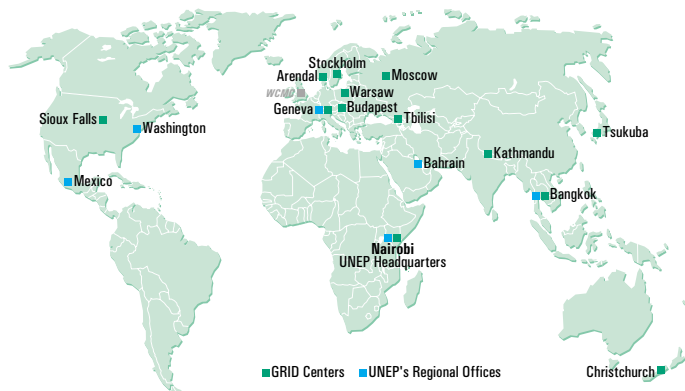 Stockholm
Arendal
Moscow
WCMC
Warsaw
Geneva
Budapest
Sioux Falls
Tbilisi
Washington
Tsukuba
Kathmandu
Bahrain
Mexico
Bangkok
Nairobi
UNEP Headquarters
GRID Centers
UNEP's Regional Offices
Christchurch